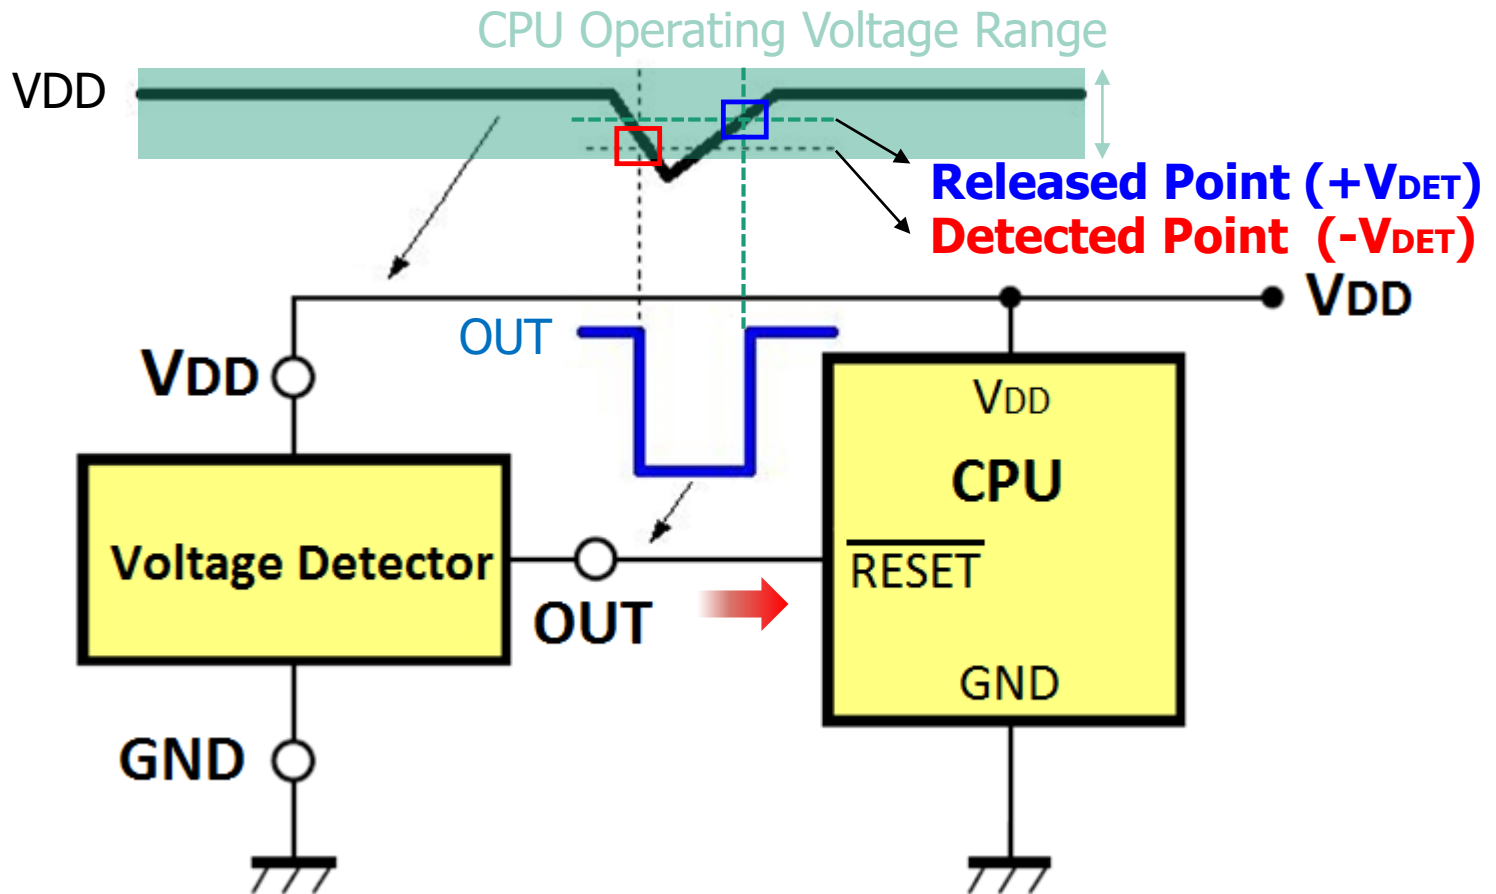 CPU Operating Voltage Range
VDD
Released Point (+VDET)
Detected Point (-VDET)
VDD
OUT
VDD
VDD
CPU
Voltage Detector
RESET
OUT
GND
GND